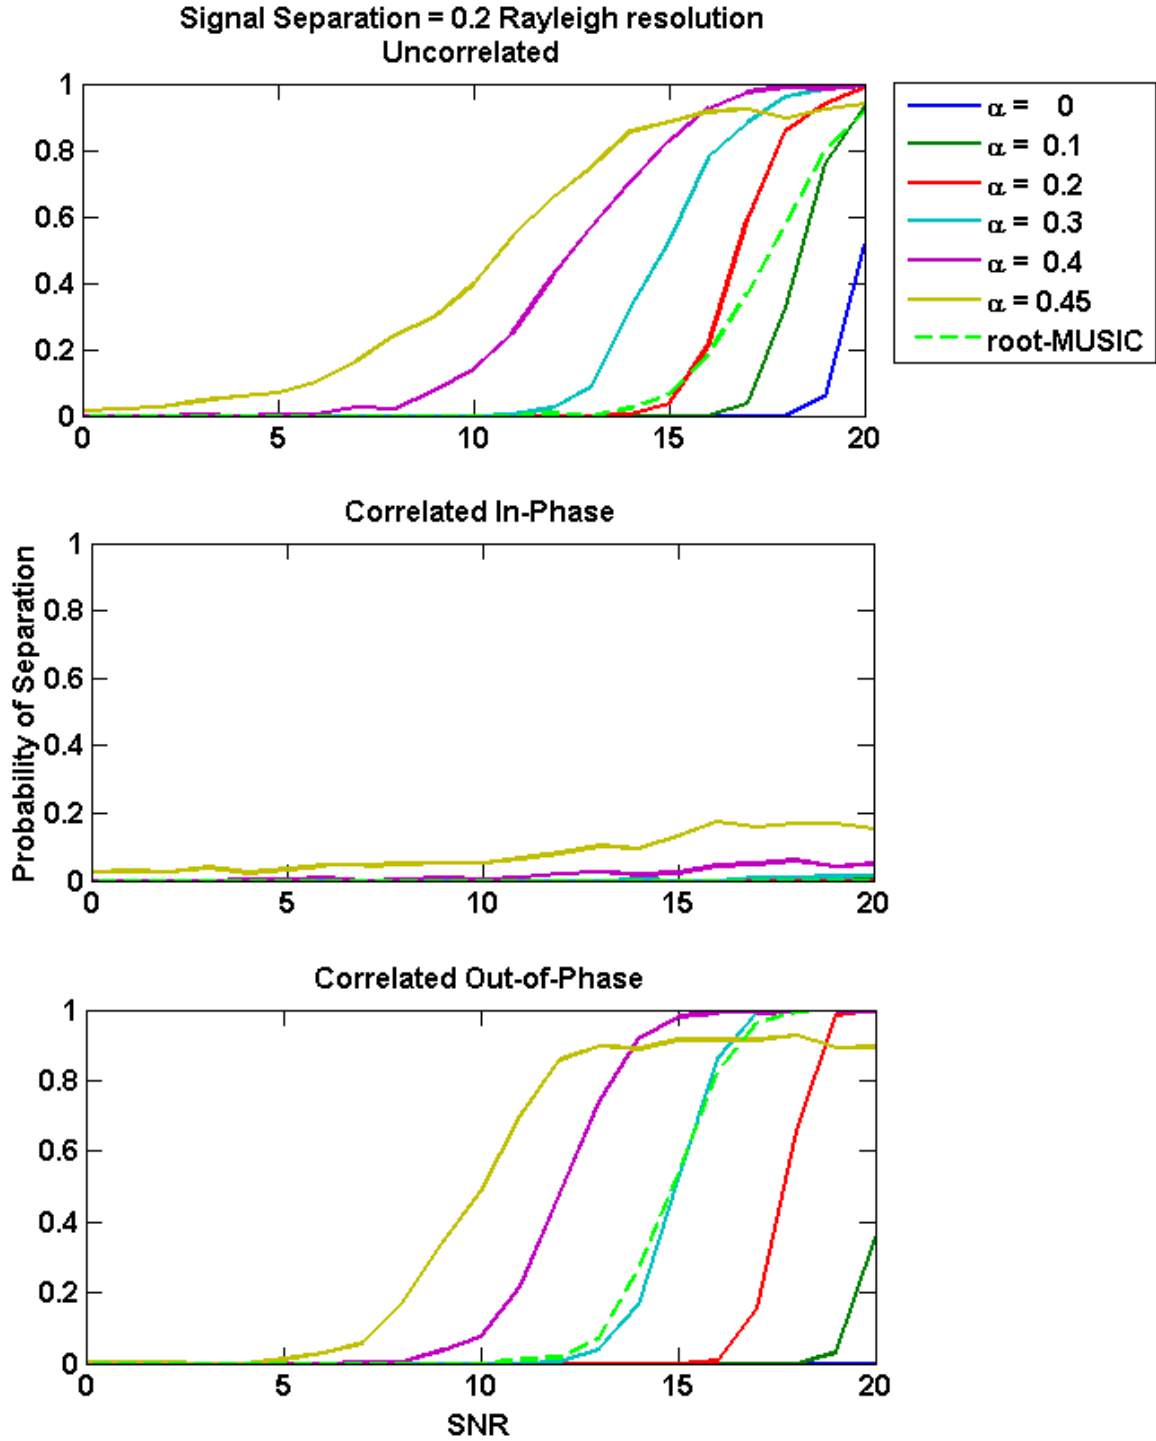 Signal Separation = 0.2 Rayleigh resolution
Uncorrelated
1
0.8
0.6
0.4
0.2
0
0 5 10 15 20
α = 0
α = 0.1
α = 0.2
α = 0.3
α = 0.4
α = 0.45
root-MUSIC
Correlated In-Phase
Probability of Separation
1
0.8
0.6
0.4
0.2
0
0 5 10 15 20
Correlated Out-of-Phase
1
0.8
0.6
0.4
0.2
0
0 5 10 15 20
SNR